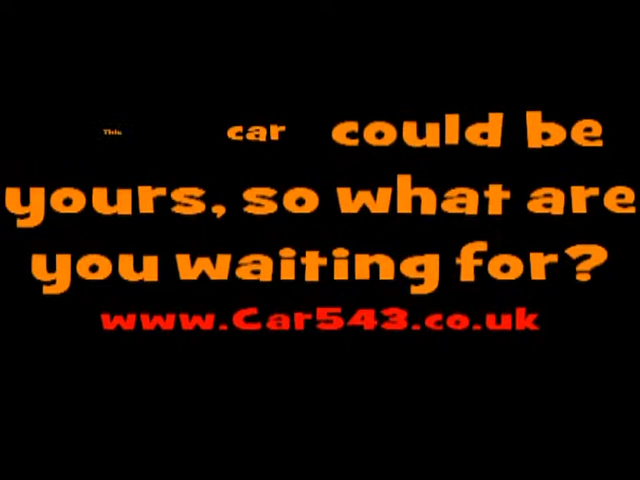 This car could be
yours, so what are
you waiting for?
www.Car543.co.uk